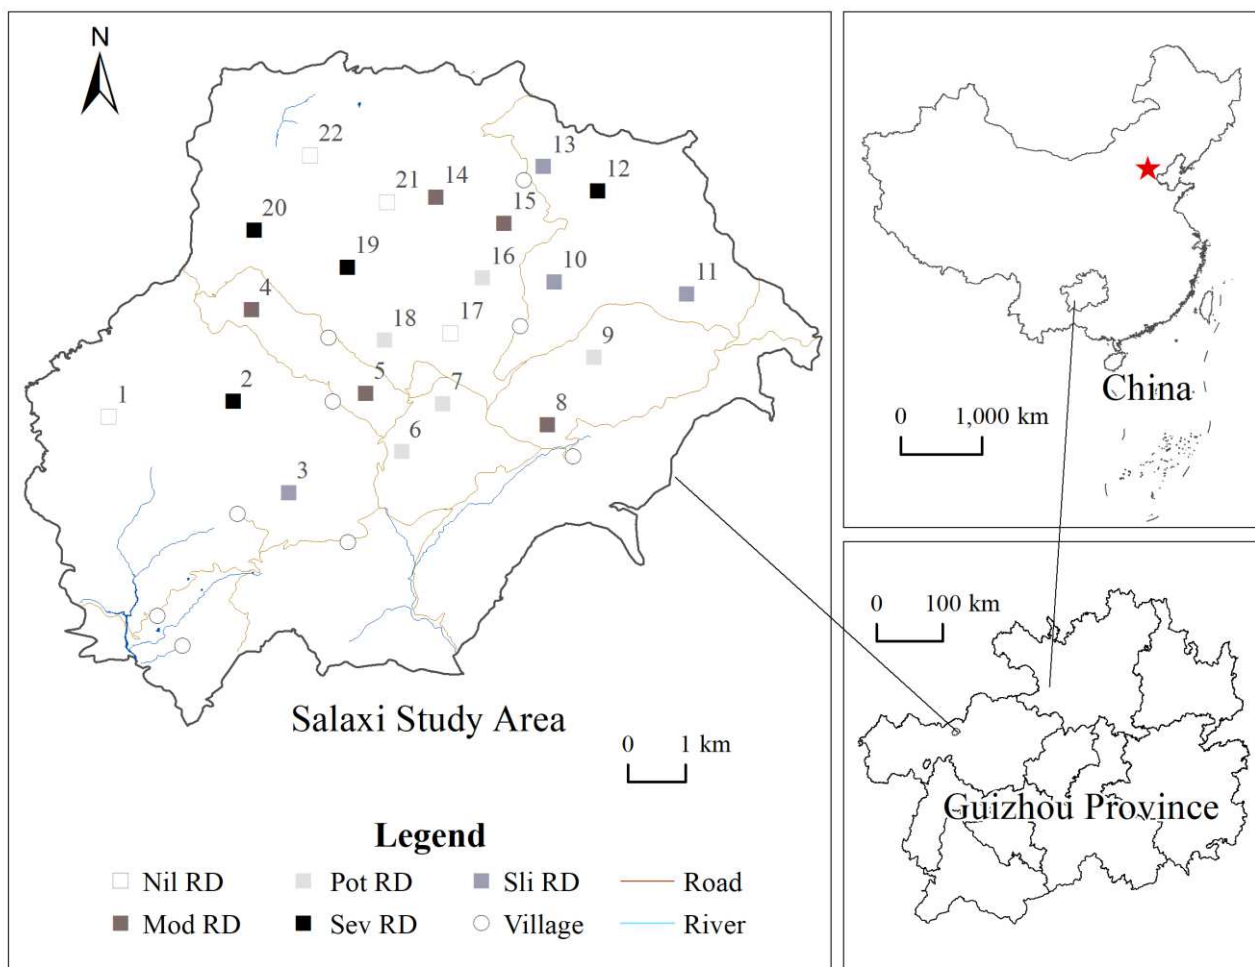 N
22
13
21
14
12
15
20
19
16
10
11
4
18
17
9
1
2
5
7
8
6
3
Salaxi Study Area
0 1 km
Legend
Nil RD Pot RD Sli RD Road
Mod RD Sev RD Village River
China
0 1,000 km
0 100 km
Guizhou Province